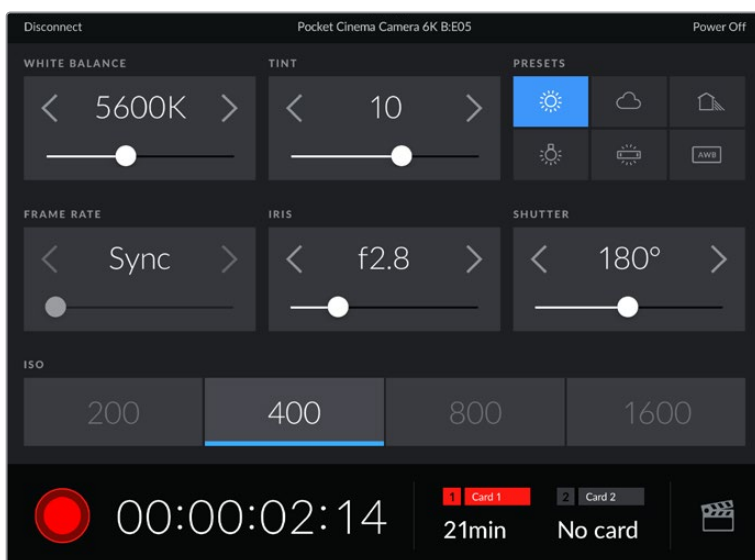 Disconnect Pocket Cinema Camera 6K B:E05 Power Off
WHITE BALANCE TINT PRESETS
5600K 10
AWB
FRAME RATE IRIS SHUTTER
Sync f2.8 180°
ISO
200 400 800 1600
00:00:02:14
1 Card 1 2 Card 2
21min No card